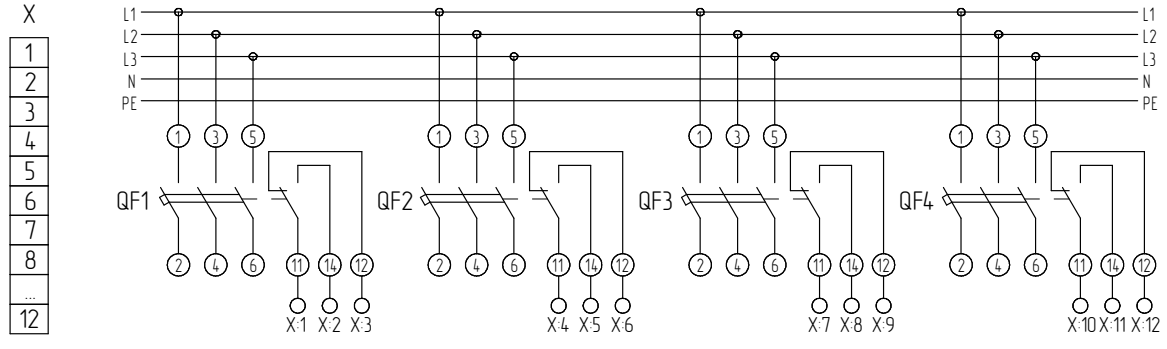 X
1
2
3
4
5
6
7
8
...
12
L1 L1
L2 L2
L3 L3
N N
PE PE
1 3 5 1 3 5 1 3 5 1 3 5
QF1 QF2 QF3 QF4
2 4 6 11 14 12 2 4 6 11 14 12 2 4 6 11 14 12 2 4 6 11 14 12
X:1 X:2 X:3 X:4 X:5 X:6 X:7 X:8 X:9 X:10 X:11 X:12